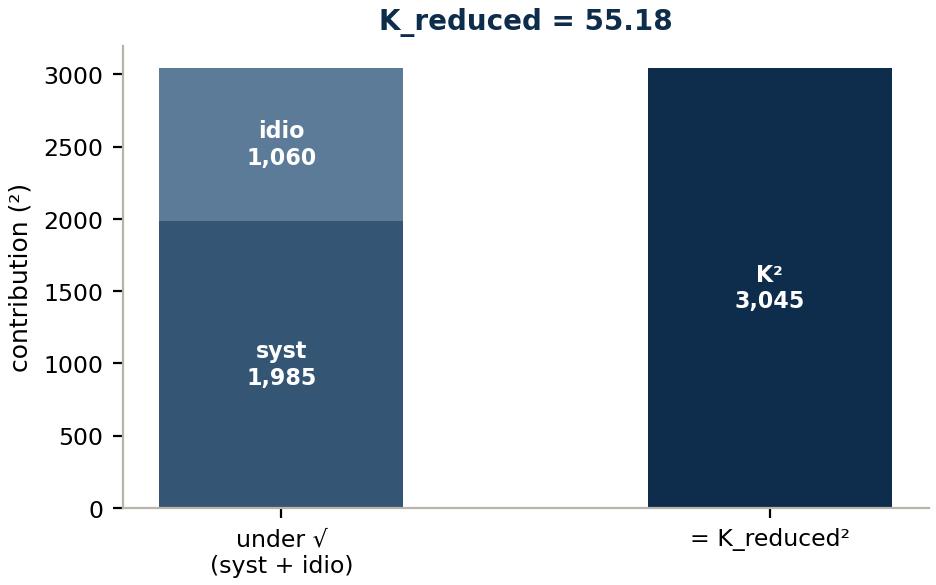 K_reduced = 55.18
contribution (²)
3000
2500
2000
1500
1000
500
0
idio
1,060
syst
1,985
K²
3,045
under √
(syst + idio)
= K_reduced²